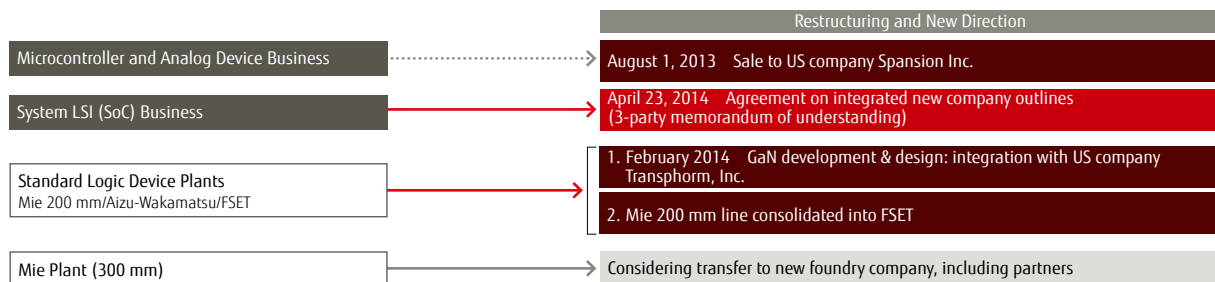 Restructuring and New Direction
Microcontroller and Analog Device Business
August 1, 2013 Sale to US company Spansion Inc.
System LSI (SoC) Business
April 23, 2014 Agreement on integrated new company outlines
(3-party memorandum of understanding)
Standard Logic Device Plants
Mie 200 mm/Aizu-Wakamatsu/FSET
1. February 2014 GaN development & design: integration with US company
Transphorm, Inc.
2. Mie 200 mm line consolidated into FSET
Mie Plant (300 mm)
Considering transfer to new foundry company, including partners